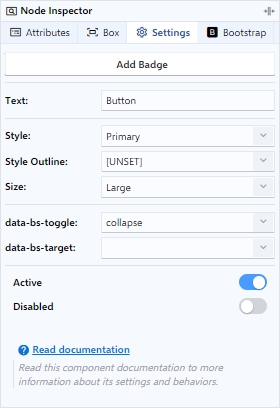 Node Inspector
Attributes Box Settings B Bootstrap
Add Badge
Text: Button
Style: Primary
Style Outline: [UNSET]
Size: Large
data-bs-toggle: collapse
data-bs-target:
Active
Disabled
? Read documentation
Read this component documentation to more
information about its settings and behaviors.